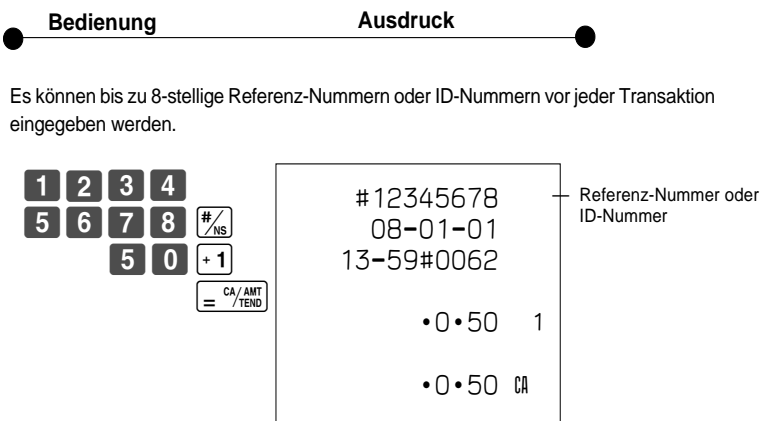 Bedienung Ausdruck
Es können bis zu 8-stellige Referenz-Nummern oder ID-Nummern vor jeder Transaktion
eingegeben werden.
1 2 3 4
5 6 7 8 #/NS
5 0 + 1
= CA/AMT/TEND
#12345678
08-01-01
13-59#0062
•0•50 1
•0•50 CA
Referenz-Nummer oder
ID-Nummer